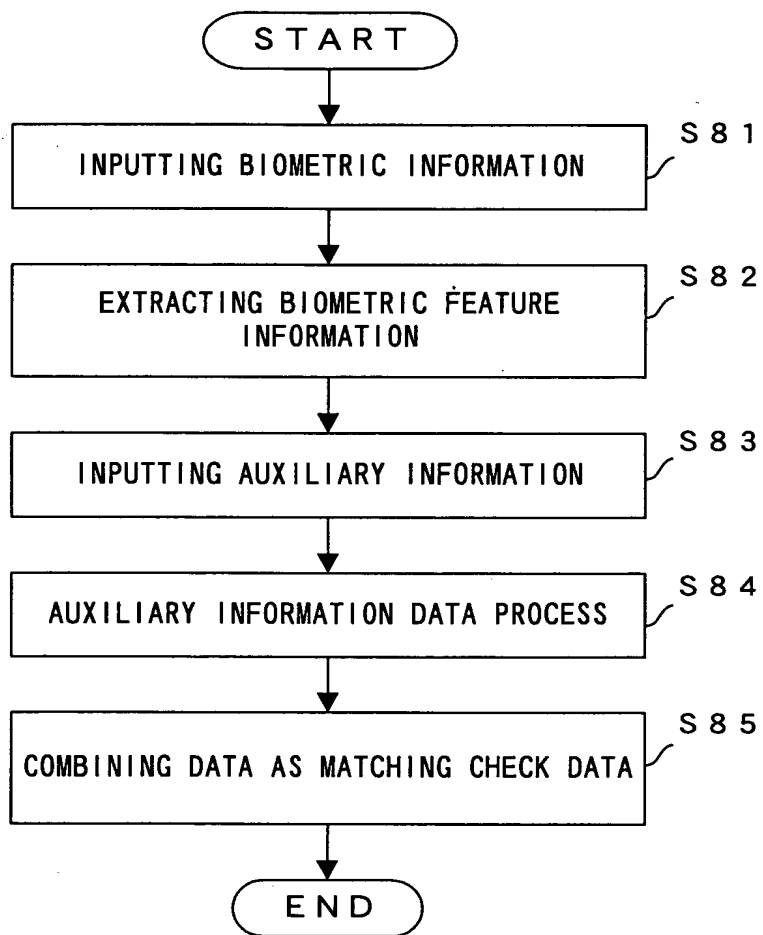 START
S81
INPUTTING BIOMETRIC INFORMATION
S82
EXTRACTING BIOMETRIC FEATURE
INFORMATION
S83
INPUTTING AUXILIARY INFORMATION
S84
AUXILIARY INFORMATION DATA PROCESS
S85
COMBINING DATA AS MATCHING CHECK DATA
END